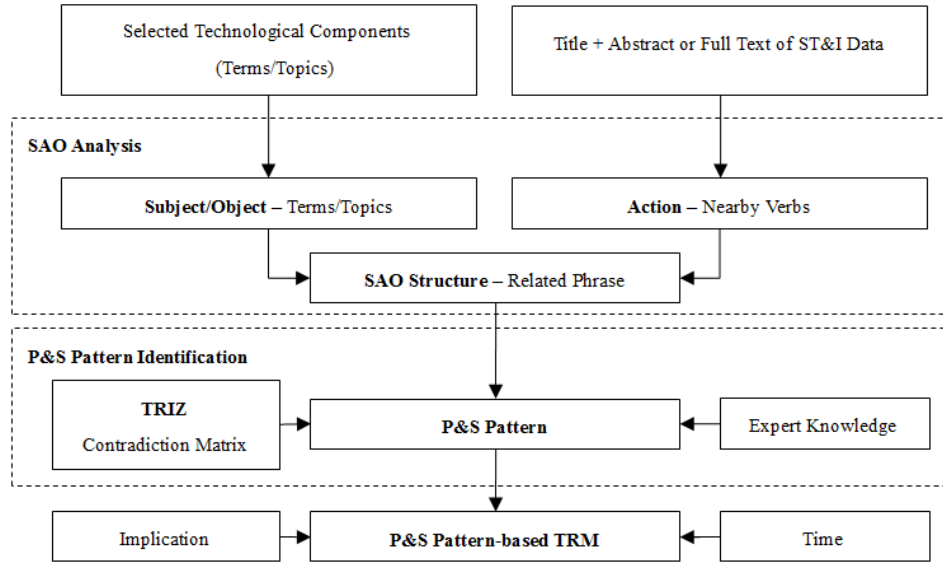 Selected Technological Components
(Terms/Topics)
Title + Abstract or Full Text of ST&I Data
SAO Analysis
Subject/Object – Terms/Topics
Action – Nearby Verbs
SAO Structure – Related Phrase
P&S Pattern Identification
TRIZ
Contradiction Matrix
P&S Pattern
Expert Knowledge
Implication
P&S Pattern-based TRM
Time